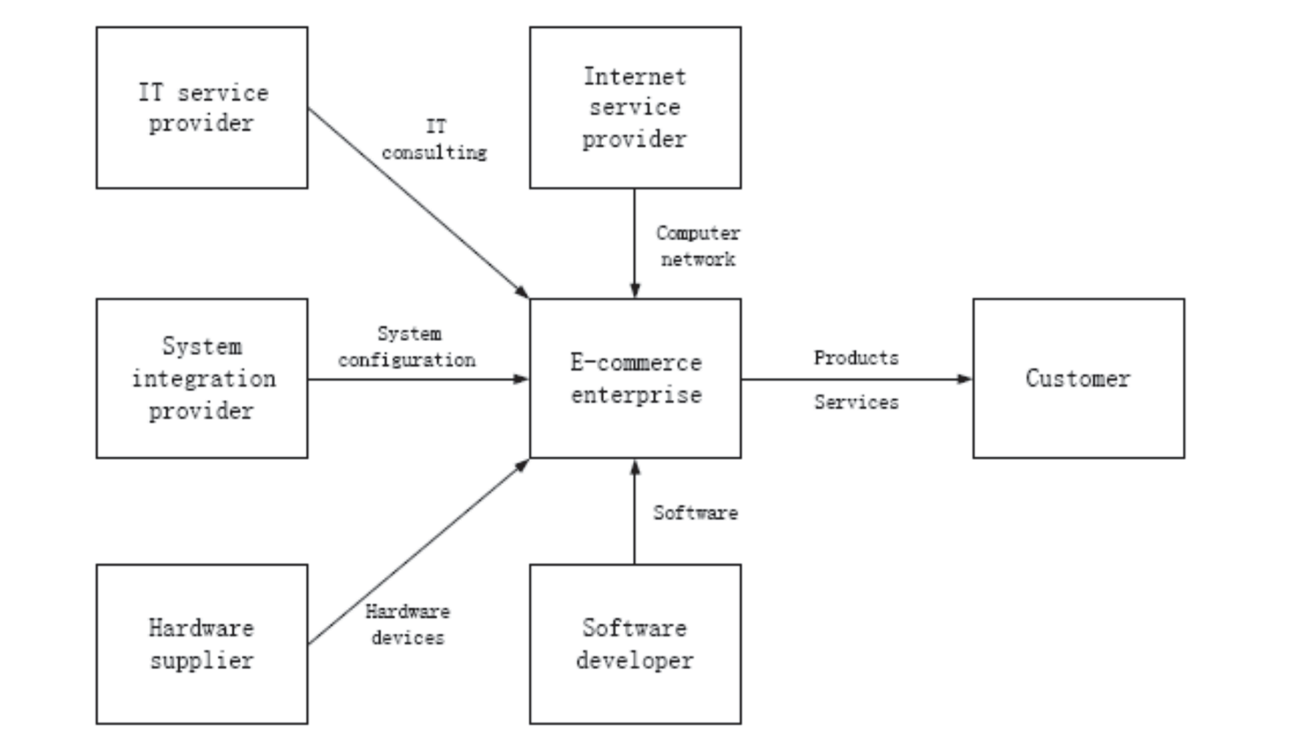 IT service
provider
Internet
service
provider
IT
consulting
Computer
network
System
integration
provider
System
configuration
E-commerce
enterprise
Products
Services
Customer
Software
Hardware
devices
Hardware
supplier
Software
developer